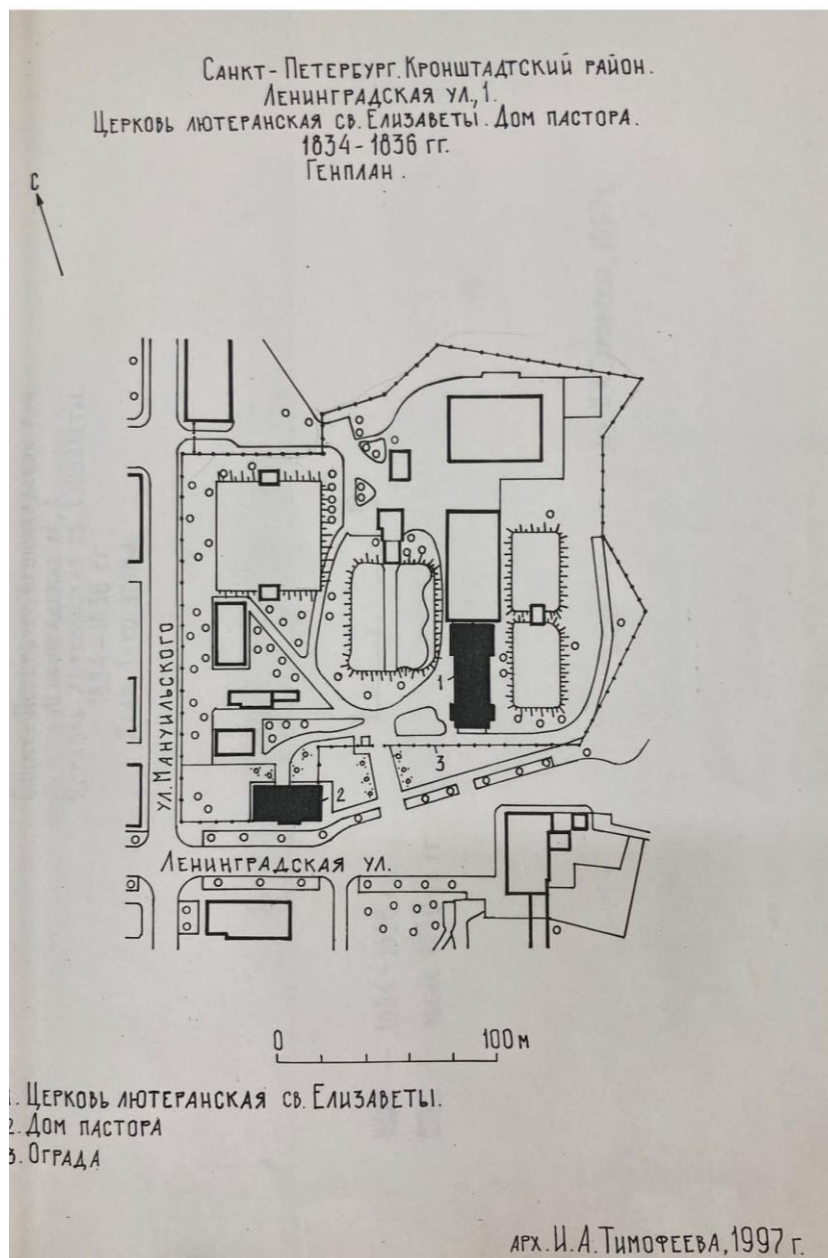 Санкт-Петербург. Кронштадтский район.
Ленинградская ул., 1.
Церковь лютеранская св. Елизаветы. Дом пастора.
1834-1836 гг.
Генплан.
С
ул. Мануильского
1
3
2
Ленинградская ул.
0 100 м
1. Церковь лютеранская св. Елизаветы.
2. Дом пастора
3. Ограда
арх. И.А. Тимофеева, 1997 г.